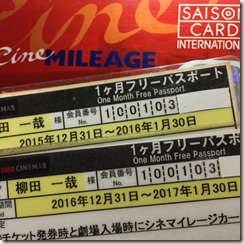 Cine MILEAGE
SAISON
CARD
INTERNATIONAL
1ヶ月フリーパスポート
One Month Free Passport
田 一哉 様 会員番号 No. 100103
2015年12月31日~2016年1月30日
CINEMAS
1ヶ月フリーパスポート
One Month Free Passport
柳田 一哉 様 会員番号 No. 100103
2016年12月31日~2017年1月30日
チケット発券時と劇場入場時にシネマイレージカー